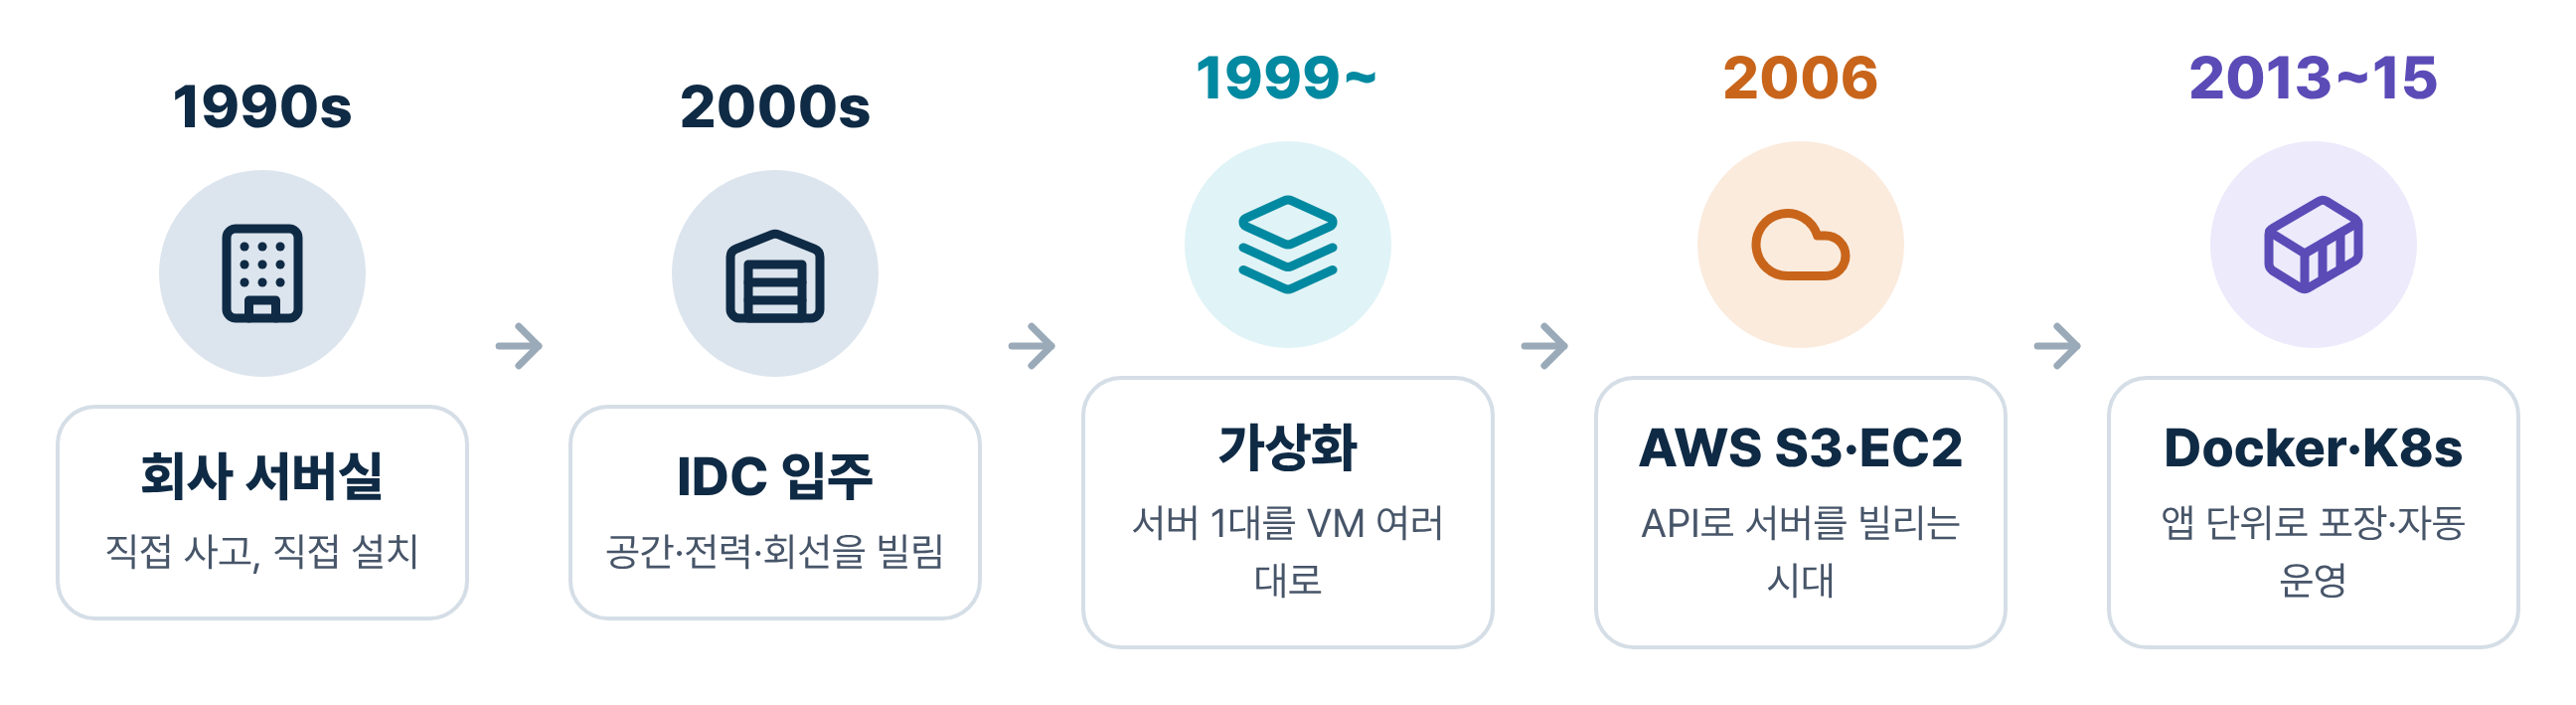 1990s
회사 서버실
직접 사고, 직접 설치
2000s
IDC 입주
공간·전력·회선을 빌림
1999~
가상화
서버 1대를 VM 여러
대로
2006
AWS S3·EC2
API로 서버를 빌리는
시대
2013~15
Docker·K8s
앱 단위로 포장·자동
운영